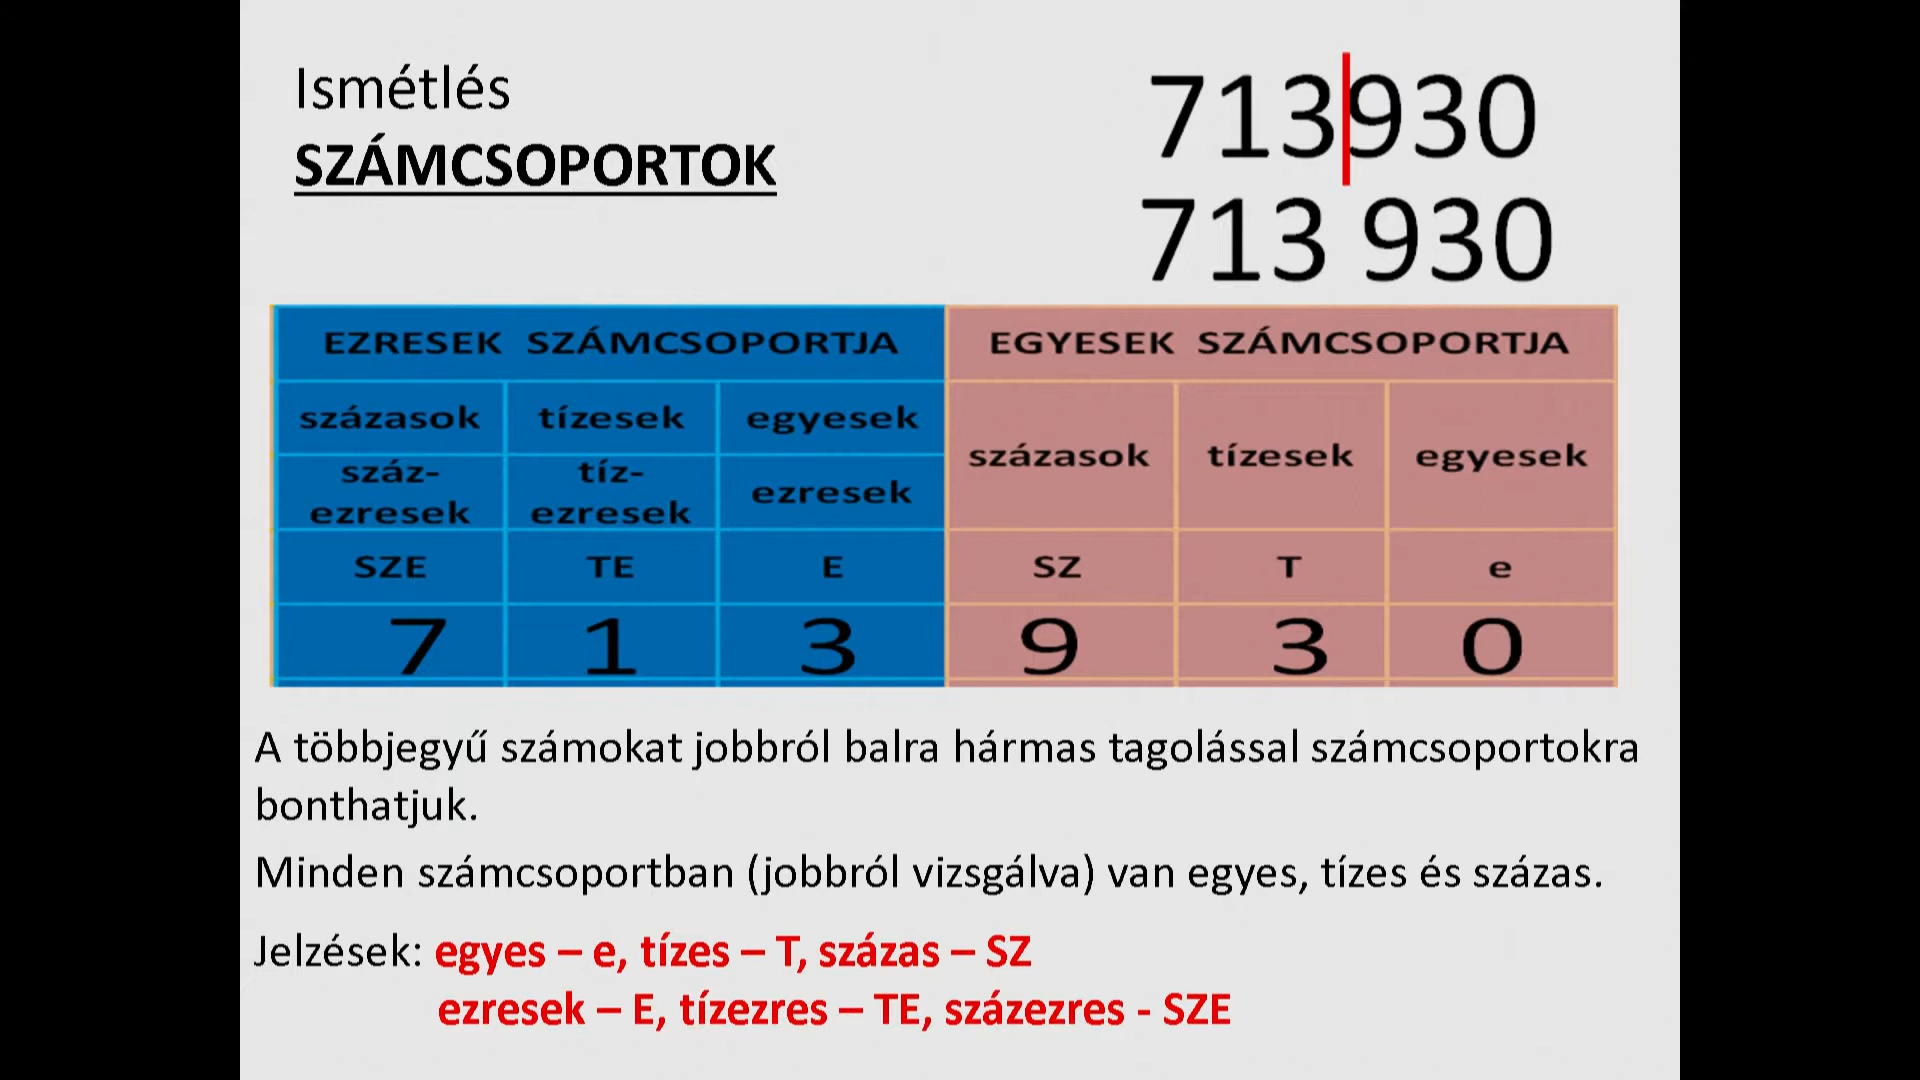 Ismétlés
SZÁMCSOPORTOK
713|930
713 930
EZRESEK SZÁMCSOPORTJA EGYESEK SZÁMCSOPORTJA
százasok tízesek egyesek százasok tízesek egyesek
száz-ezresek tíz-ezresek ezresek
SZE TE E SZ T e
7 1 3 9 3 0
A többjegyű számokat jobbról balra hármas tagolással számcsoportokra
bonthatjuk.
Minden számcsoportban (jobbról vizsgálva) van egyes, tízes és százas.
Jelzések: egyes – e, tízes – T, százas – SZ
ezresek – E, tízezres – TE, százezres - SZE